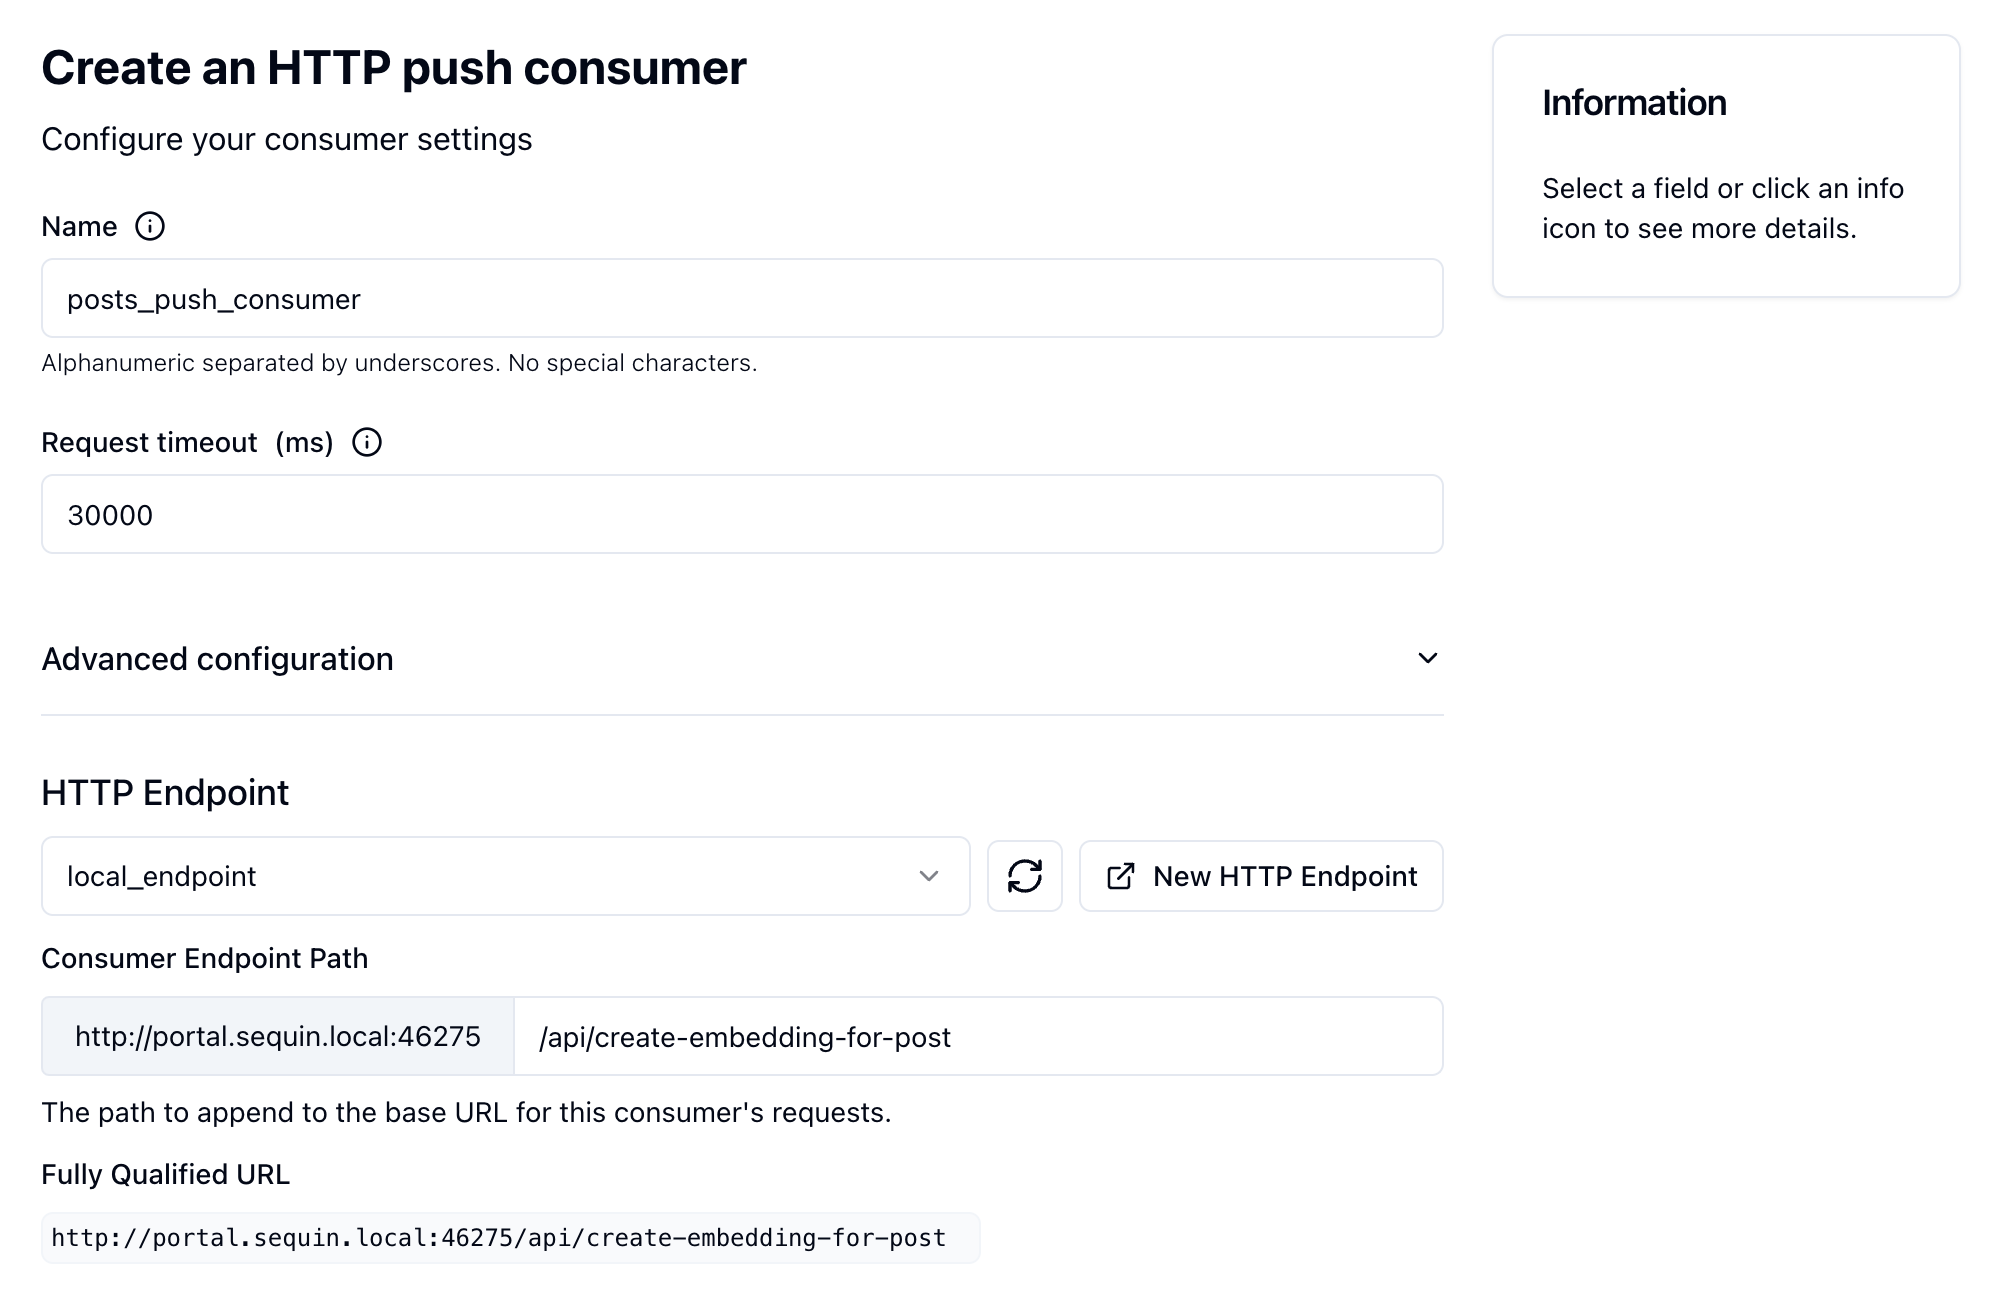 Create an HTTP push consumer
Configure your consumer settings
Name
posts_push_consumer
Alphanumeric separated by underscores. No special characters.
Request timeout (ms)
30000
Advanced configuration
HTTP Endpoint
local_endpoint
New HTTP Endpoint
Consumer Endpoint Path
http://portal.sequin.local:46275 /api/create-embedding-for-post
The path to append to the base URL for this consumer's requests.
Fully Qualified URL
http://portal.sequin.local:46275/api/create-embedding-for-post
Information
Select a field or click an info
icon to see more details.